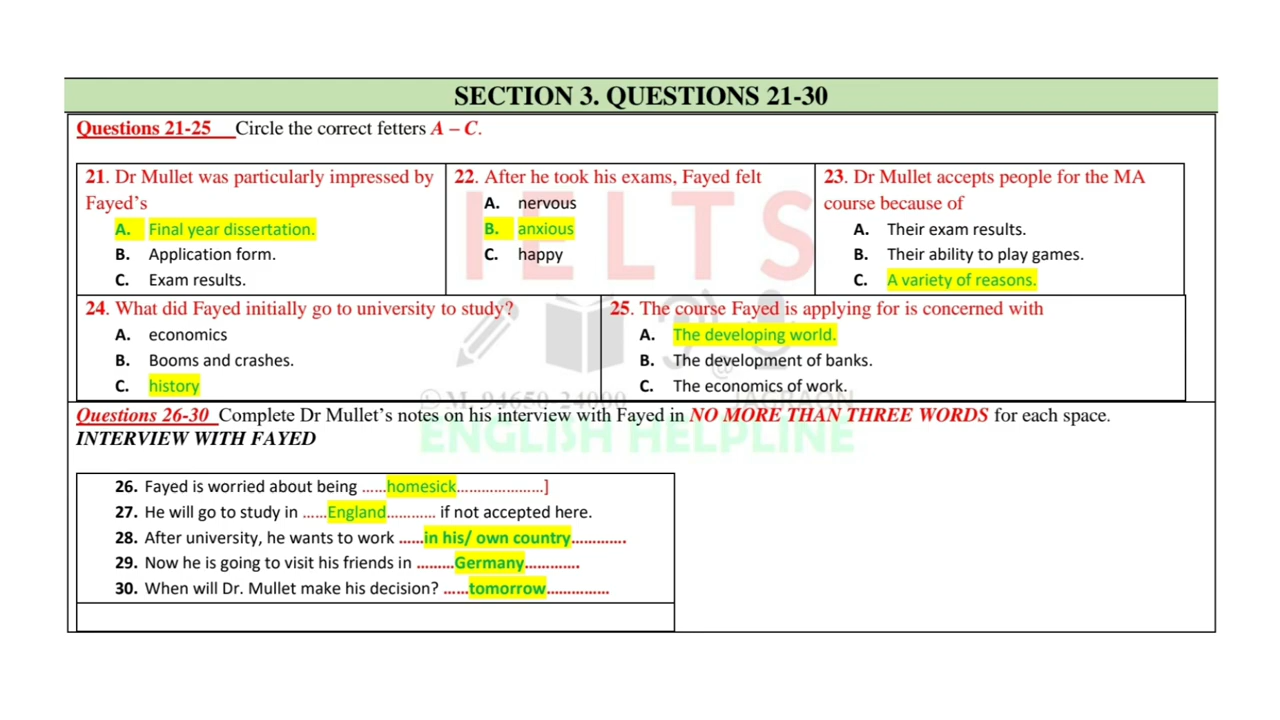 SECTION 3. QUESTIONS 21-30
Questions 21-25 Circle the correct fetters A – C.
21. Dr Mullet was particularly impressed by
Fayed’s
A. Final year dissertation.
B. Application form.
C. Exam results.
22. After he took his exams, Fayed felt
A. nervous
B. anxious
C. happy
23. Dr Mullet accepts people for the MA
course because of
A. Their exam results.
B. Their ability to play games.
C. A variety of reasons.
24. What did Fayed initially go to university to study?
A. economics
B. Booms and crashes.
C. history
25. The course Fayed is applying for is concerned with
A. The developing world.
B. The development of banks.
C. The economics of work.
Questions 26-30 Complete Dr Mullet’s notes on his interview with Fayed in NO MORE THAN THREE WORDS for each space.
INTERVIEW WITH FAYED
26. Fayed is worried about being ……homesick…………………]
27. He will go to study in ……England………… if not accepted here.
28. After university, he wants to work ……in his/ own country………….
29. Now he is going to visit his friends in ………Germany………….
30. When will Dr. Mullet make his decision? ……tomorrow……………
IELTS
©M. 94650-24000 @ JAGRAON
ENGLISH HELPLINE